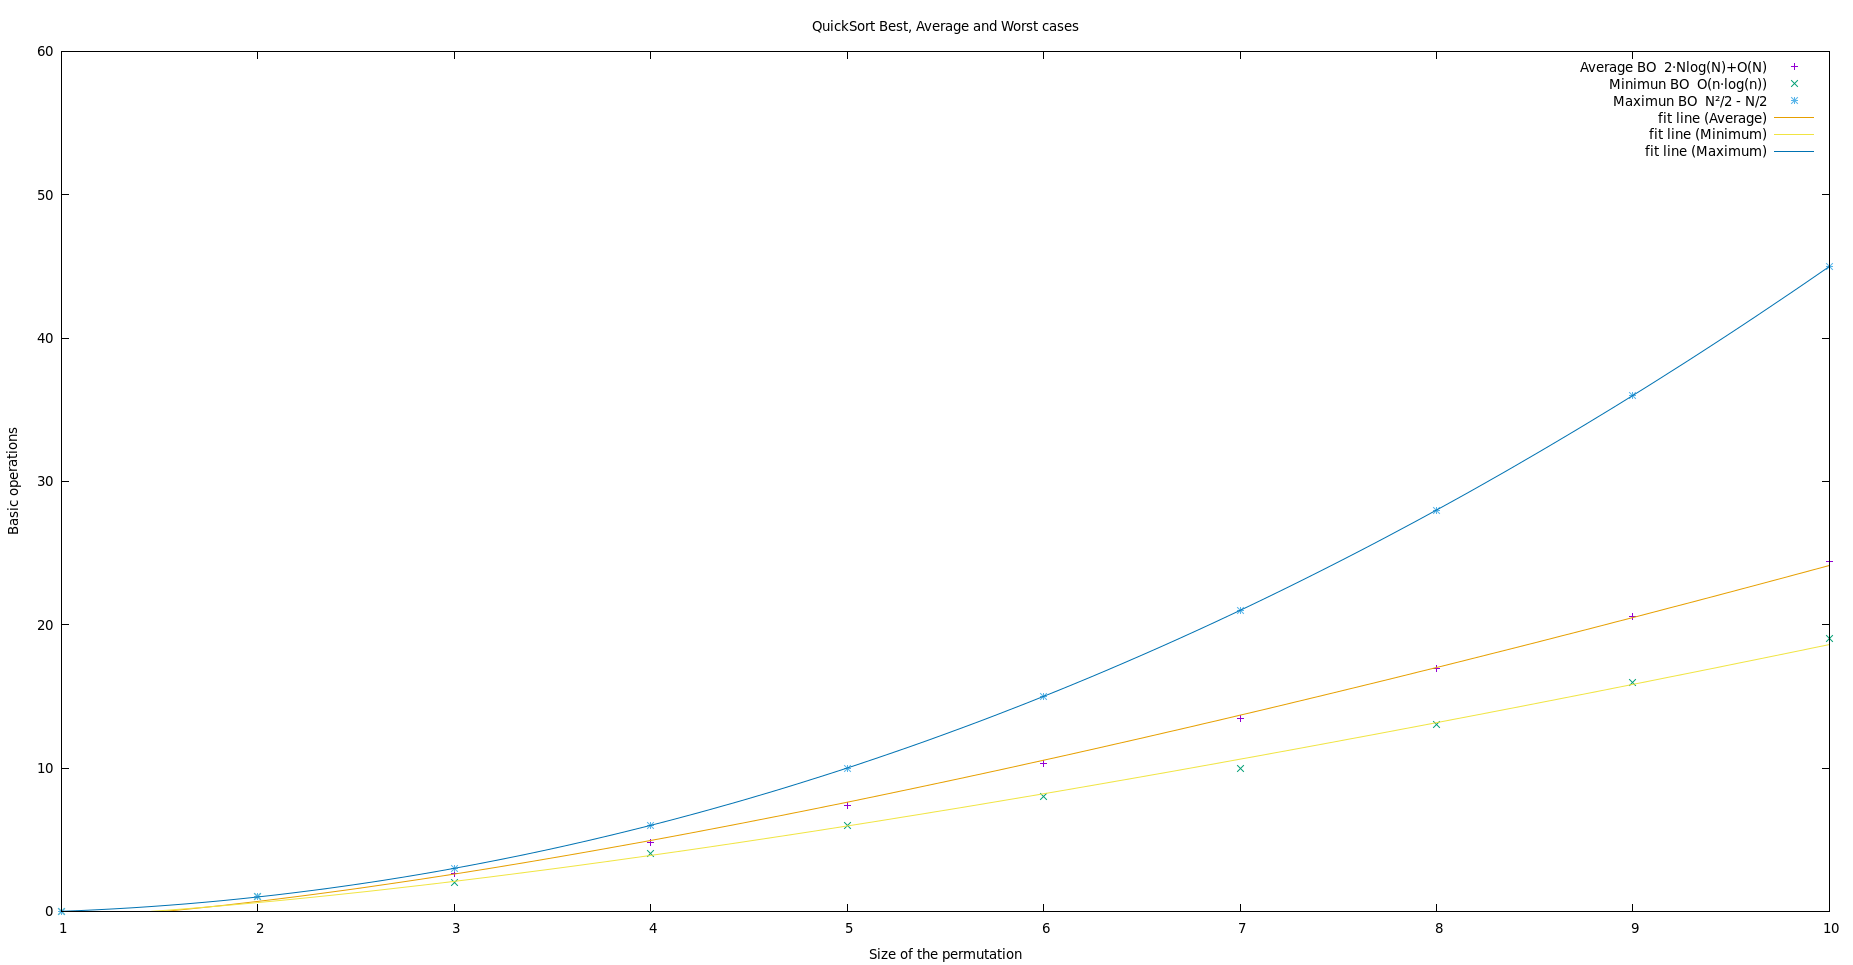 QuickSort Best, Average and Worst cases
60
50
40
30
20
10
0
Basic operations
Average BO  2·Nlog(N)+O(N)
Minimun BO  O(n·log(n))
Maximun BO  N²/2 - N/2
fit line (Average)
fit line (Minimum)
fit line (Maximum)
1 2 3 4 5 6 7 8 9 10
Size of the permutation